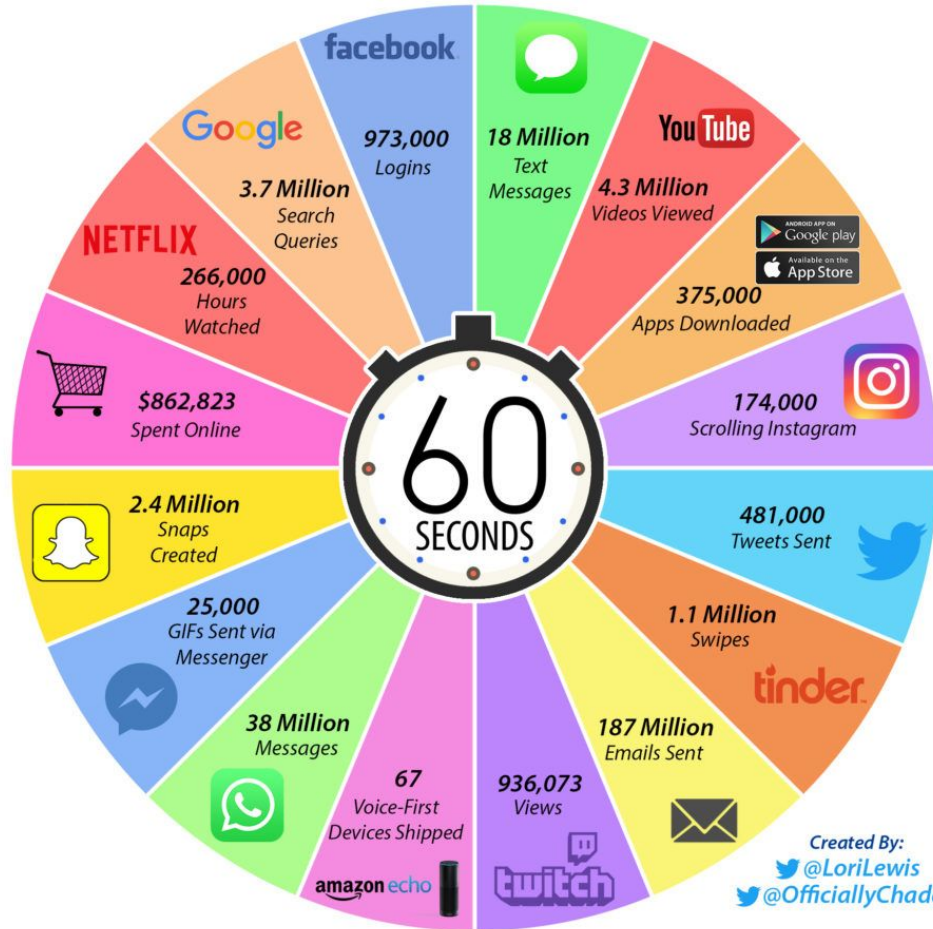 facebook
973,000
Logins
18 Million
Text
Messages
YouTube
4.3 Million
Videos Viewed
ANDROID APP ON
Google play
Available on the
App Store
375,000
Apps Downloaded
174,000
Scrolling Instagram
481,000
Tweets Sent
1.1 Million
Swipes
tinder
187 Million
Emails Sent
936,073
Views
twitch
67
Voice-First
Devices Shipped
amazon echo
38 Million
Messages
25,000
GIFs Sent via
Messenger
2.4 Million
Snaps
Created
$862,823
Spent Online
NETFLIX
266,000
Hours
Watched
Google
3.7 Million
Search
Queries
60
SECONDS
Created By:
@LoriLewis